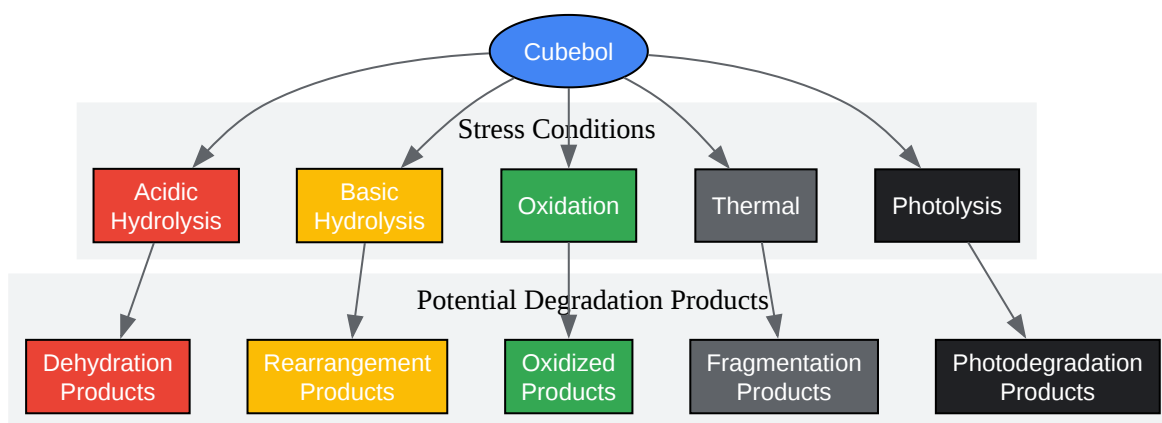 Cubebol
Stress Conditions
Acidic
Hydrolysis
Basic
Hydrolysis
Oxidation
Thermal
Photolysis
Potential Degradation Products
Dehydration
Products
Rearrangement
Products
Oxidized
Products
Fragmentation
Products
Photodegradation
Products